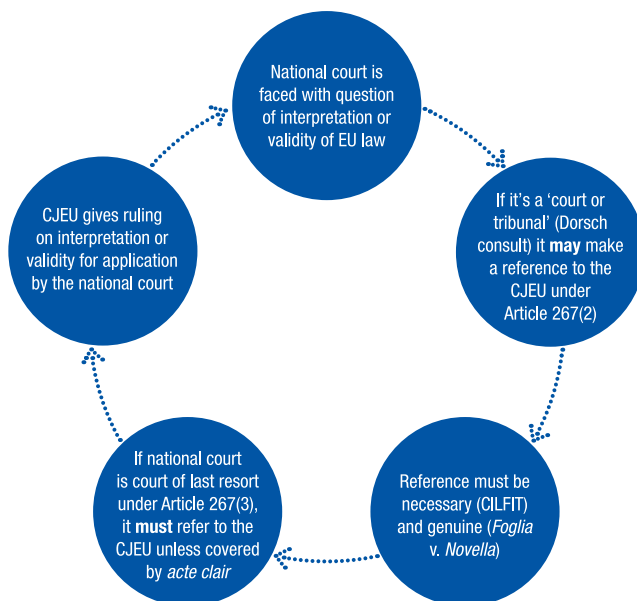 National court is
faced with question
of interpretation or
validity of EU law
If it's a ‘court or
tribunal’ (Dorsch
consult) it may make
a reference to the
CJEU under
Article 267(2)
Reference must be
necessary (CILFIT)
and genuine (Foglia
v. Novella)
If national court
is court of last resort
under Article 267(3),
it must refer to the
CJEU unless covered
by acte clair
CJEU gives ruling
on interpretation or
validity for application
by the national court